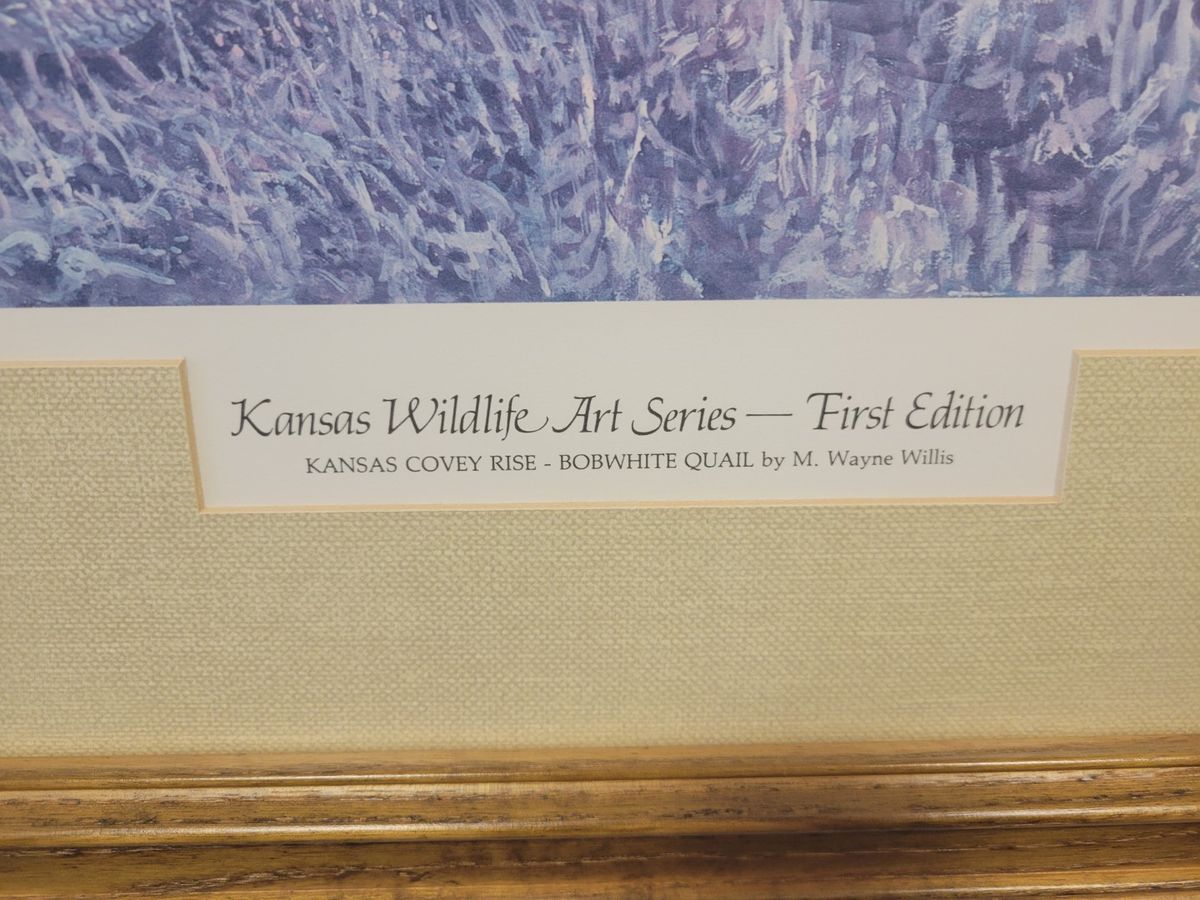 Kansas Wildlife Art Series — First Edition
KANSAS COVEY RISE - BOBWHITE QUAIL by M. Wayne Willis